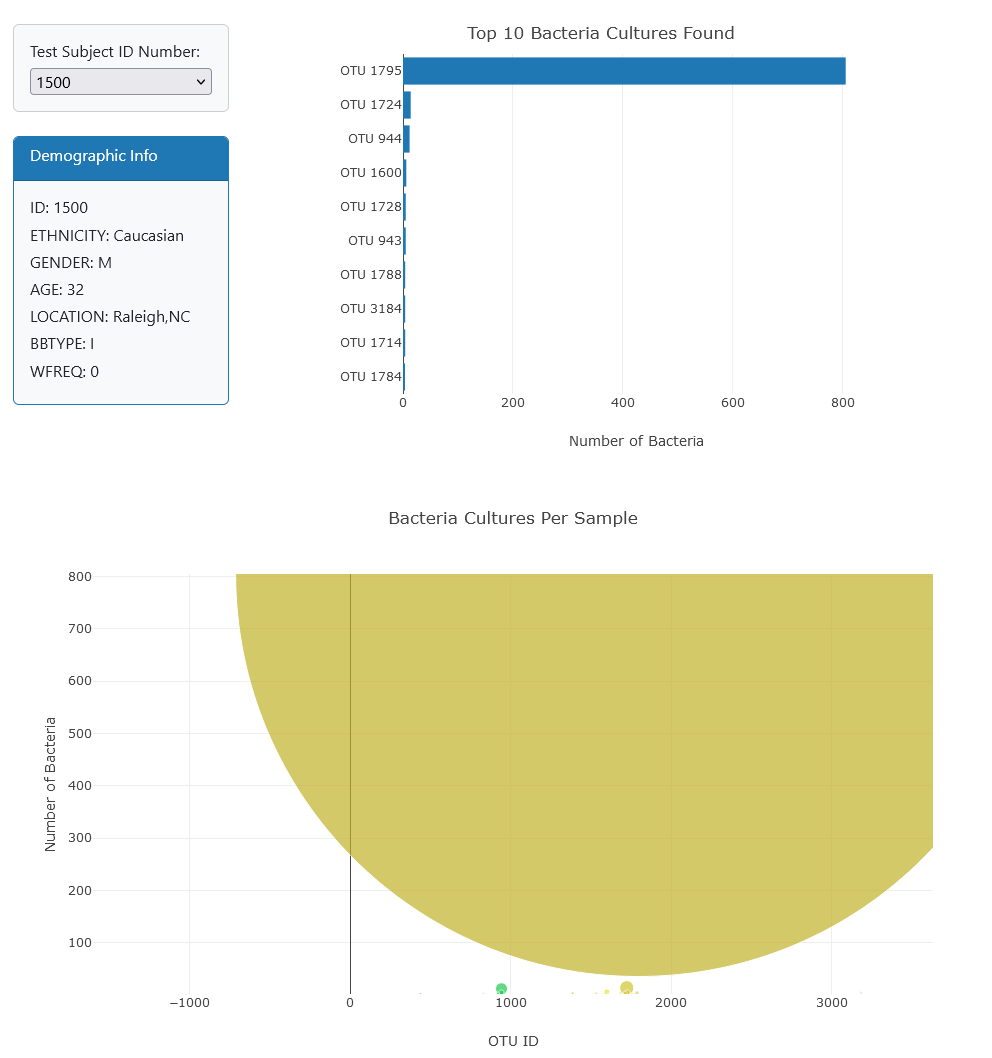 Test Subject ID Number:
1500
Demographic Info
ID: 1500
ETHNICITY: Caucasian
GENDER: M
AGE: 32
LOCATION: Raleigh,NC
BBTYPE: I
WFREQ: 0
Top 10 Bacteria Cultures Found
OTU 1795
OTU 1724
OTU 944
OTU 1600
OTU 1728
OTU 943
OTU 1788
OTU 3184
OTU 1714
OTU 1784
0 200 400 600 800
Number of Bacteria
Bacteria Cultures Per Sample
800
700
600
500
400
300
200
100
Number of Bacteria
−1000 0 1000 2000 3000
OTU ID